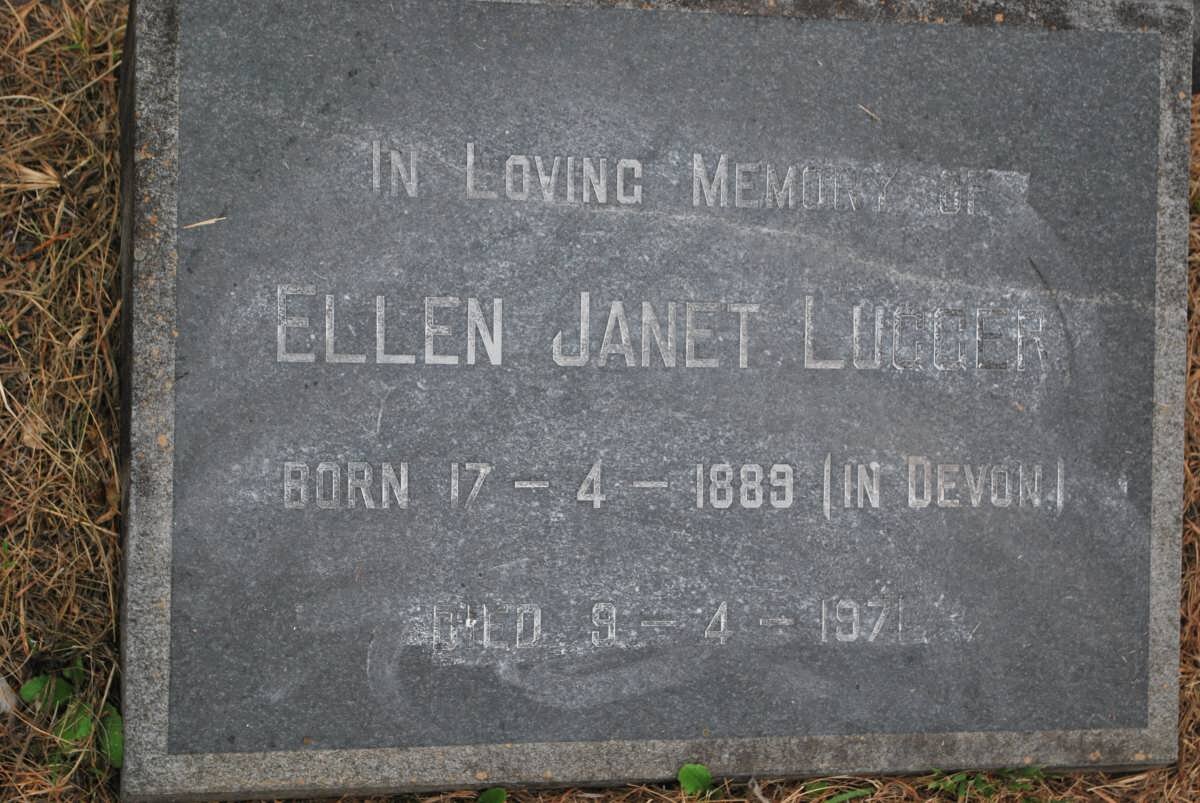 IN LOVING MEMORY OF
ELLEN JANET LUGGER
BORN 17 - 4 - 1889 (IN DEVON.)
DIED 9 - 4 - 1971